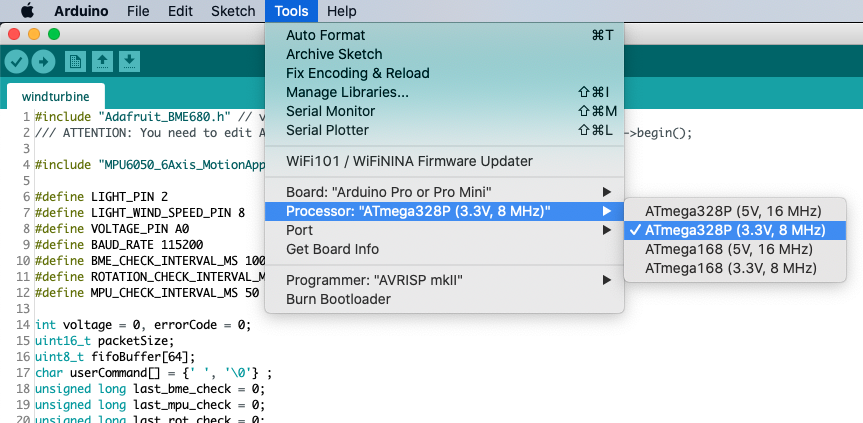 Arduino File Edit Sketch Tools Help
Auto Format ⌘T
Archive Sketch
Fix Encoding & Reload
Manage Libraries... ⇧⌘I
Serial Monitor ⇧⌘M
Serial Plotter ⇧⌘L
WiFi101 / WiFiNINA Firmware Updater
Board: "Arduino Pro or Pro Mini"
Processor: "ATmega328P (3.3V, 8 MHz)"
Port
Get Board Info
Programmer: "AVRISP mkII"
Burn Bootloader
ATmega328P (5V, 16 MHz)
✓ ATmega328P (3.3V, 8 MHz)
ATmega168 (5V, 16 MHz)
ATmega168 (3.3V, 8 MHz)
windturbine
1 #include "Adafruit_BME680.h" // v
2 /// ATTENTION: You need to edit A ->begin();
3
4 #include "MPU6050_6Axis_MotionApp
5
6 #define LIGHT_PIN 2
7 #define LIGHT_WIND_SPEED_PIN 8
8 #define VOLTAGE_PIN A0
9 #define BAUD_RATE 115200
10 #define BME_CHECK_INTERVAL_MS 100
11 #define ROTATION_CHECK_INTERVAL_M
12 #define MPU_CHECK_INTERVAL_MS 50
13
14 int voltage = 0, errorCode = 0;
15 uint16_t packetSize;
16 uint8_t fifoBuffer[64];
17 char userCommand[] = {' ', '\0'} ;
18 unsigned long last_bme_check = 0;
19 unsigned long last_mpu_check = 0;
20 unsigned long last_rot_check = 0;